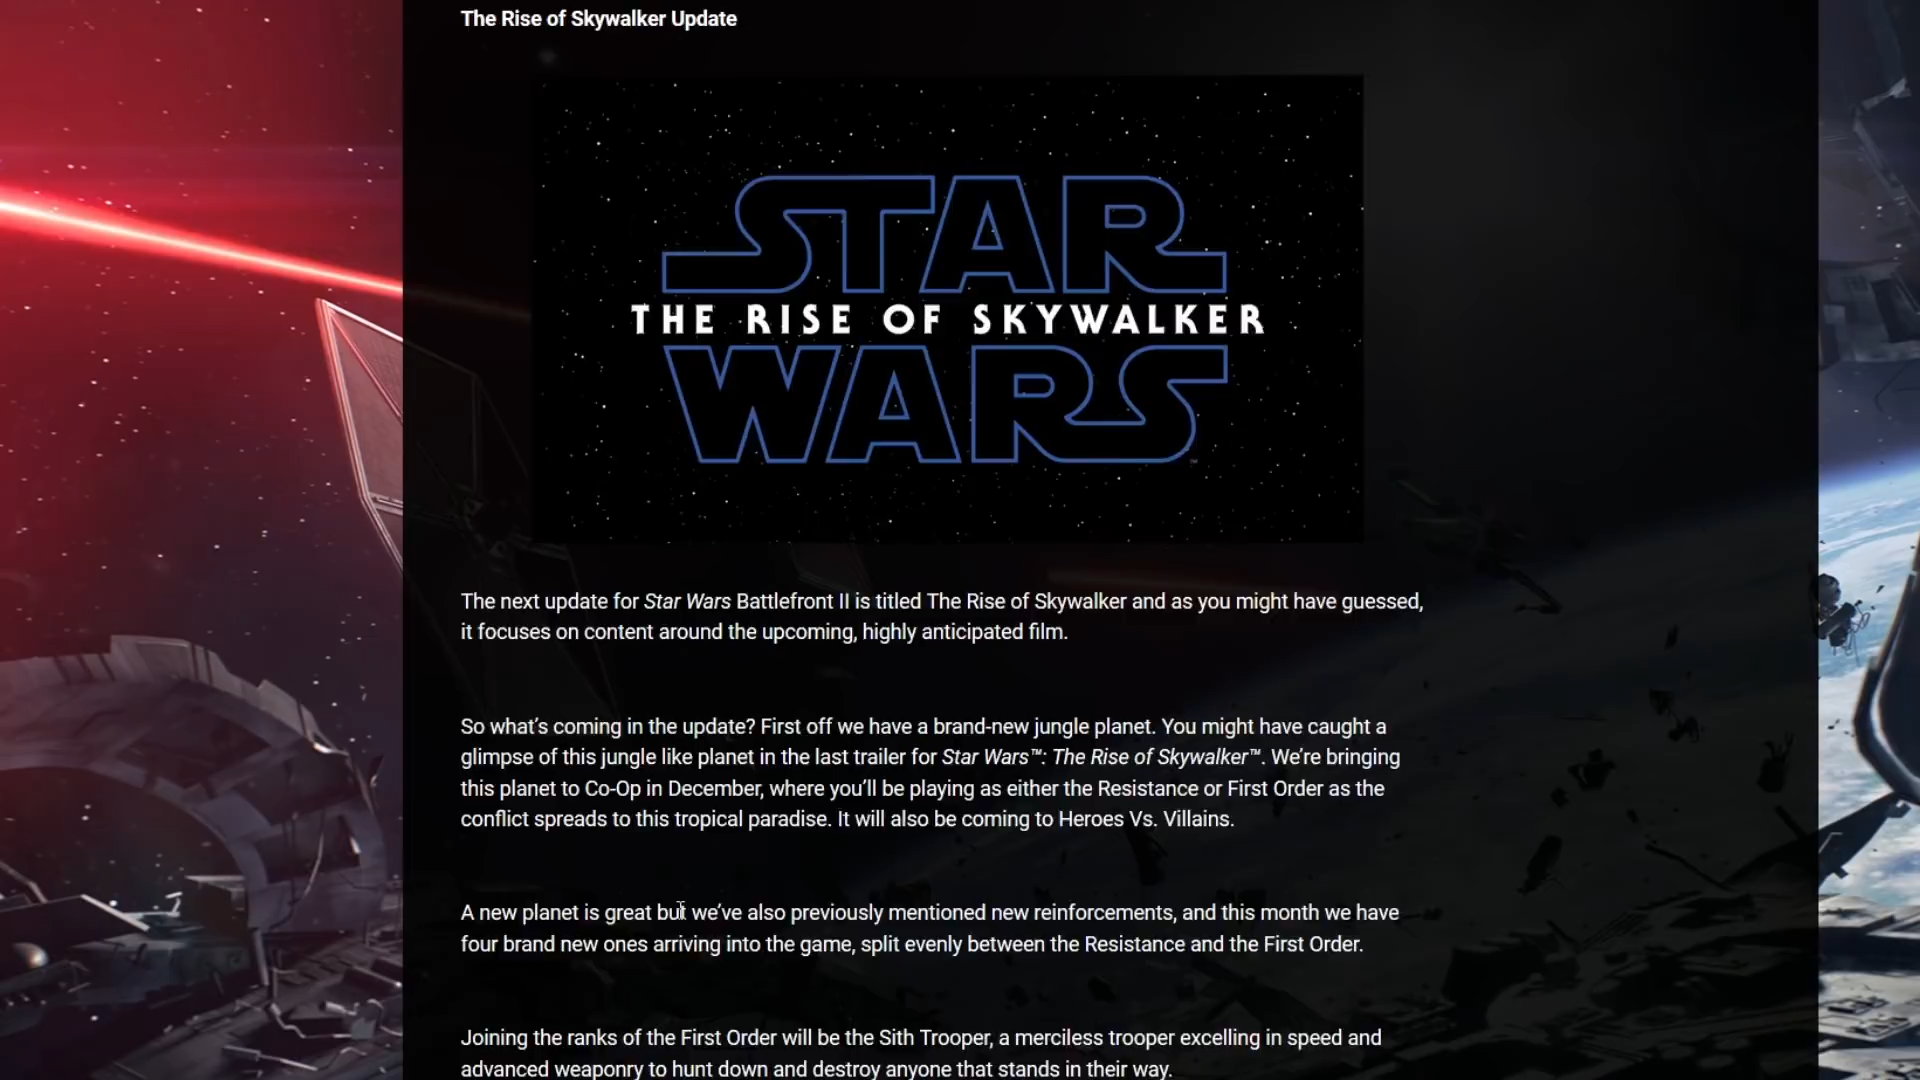 The Rise of Skywalker Update
STAR
THE RISE OF SKYWALKER
WARS
The next update for Star Wars Battlefront II is titled The Rise of Skywalker and as you might have guessed,
it focuses on content around the upcoming, highly anticipated film.
So what’s coming in the update? First off we have a brand-new jungle planet. You might have caught a
glimpse of this jungle like planet in the last trailer for Star Wars™: The Rise of Skywalker™. We’re bringing
this planet to Co-Op in December, where you’ll be playing as either the Resistance or First Order as the
conflict spreads to this tropical paradise. It will also be coming to Heroes Vs. Villains.
A new planet is great but we’ve also previously mentioned new reinforcements, and this month we have
four brand new ones arriving into the game, split evenly between the Resistance and the First Order.
Joining the ranks of the First Order will be the Sith Trooper, a merciless trooper excelling in speed and
advanced weaponry to hunt down and destroy anyone that stands in their way.